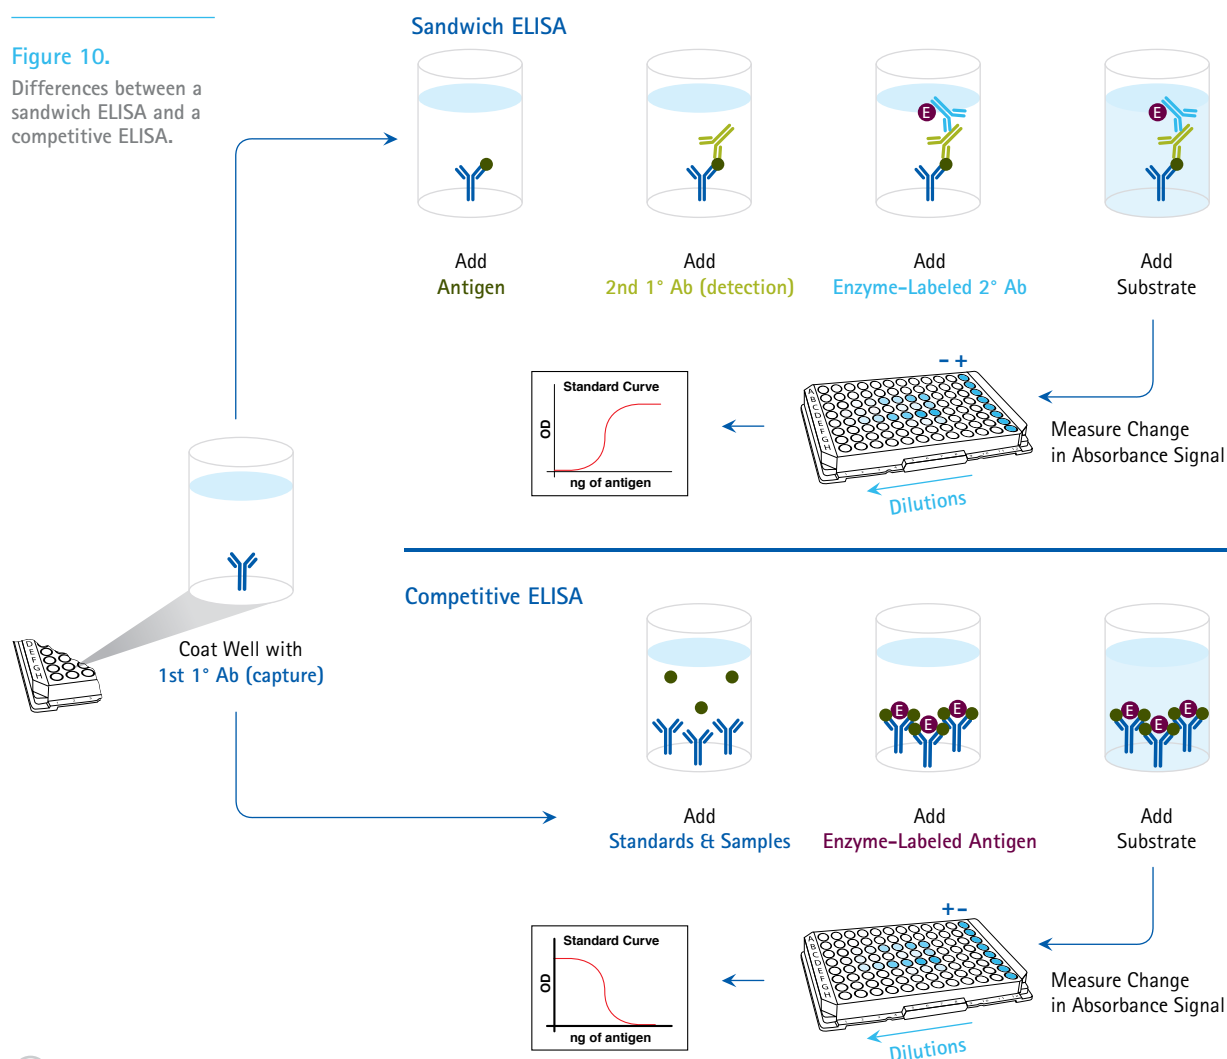 Figure 10.
Differences between a
sandwich ELISA and a
competitive ELISA.
Sandwich ELISA
E
E
Add
Antigen
Add
2nd 1° Ab (detection)
Add
Enzyme-Labeled 2° Ab
Add
Substrate
Standard Curve
OD
ng of antigen
- +
A
B
C
D
E
F
G
H
Dilutions
Measure Change
in Absorbance Signal
D
E
F
G
H
Coat Well with
1st 1° Ab (capture)
Competitive ELISA
E
E
E
E
E
E
Add
Standards & Samples
Add
Enzyme-Labeled Antigen
Add
Substrate
Standard Curve
OD
ng of antigen
+ -
A
B
C
D
E
F
G
H
Dilutions
Measure Change
in Absorbance Signal